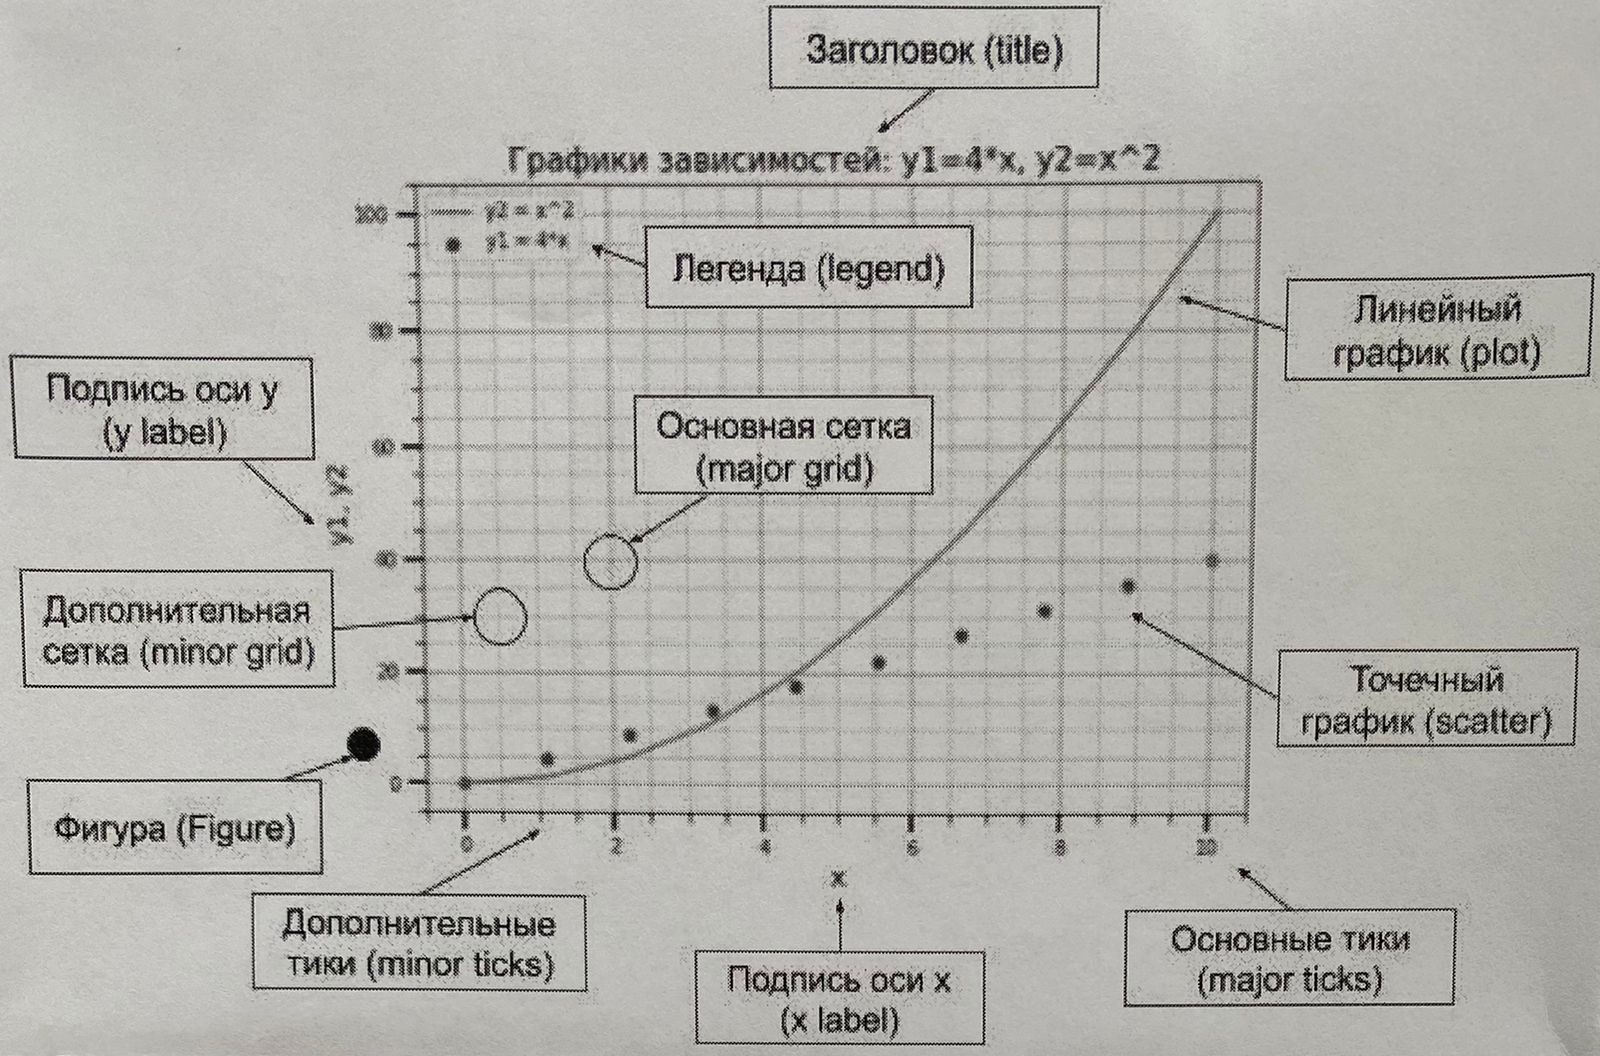 Заголовок (title)
Графики зависимостей: y1=4*x, y2=x^2
100
y2 = x^2
y1 = 4*x
Легенда (legend)
Линейный
график (plot)
80
Подпись оси y
(y label)
Основная сетка
(major grid)
60
y1, y2
40
Дополнительная
сетка (minor grid)
20
Точечный
график (scatter)
0
Фигура (Figure)
0 2 4 6 8 10
x
Дополнительные
тики (minor ticks)
Подпись оси x
(x label)
Основные тики
(major ticks)